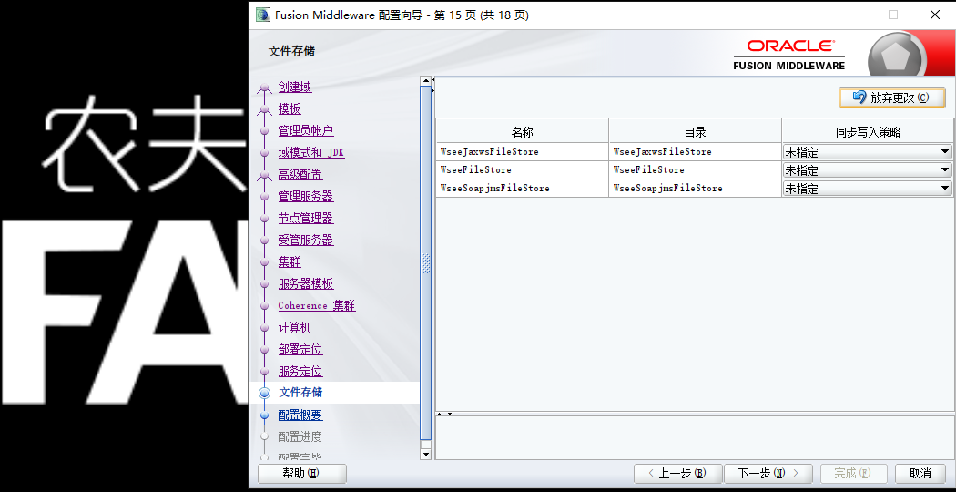 Fusion Middleware 配置向导 - 第 15 页 (共 18 页)
文件存储
ORACLE
FUSION MIDDLEWARE
农夫
FA
创建域
模板
管理员帐户
域模式和 JDK
高级配置
管理服务器
节点管理器
受管服务器
集群
服务器模板
Coherence 集群
计算机
部署定位
服务定位
文件存储
配置概要
配置进度
配置完毕
放弃更改(C)
名称 目录 同步写入策略
WseeJaxwsFileStore WseeJaxwsFileStore 未指定
WseeFileStore WseeFileStore 未指定
WseeSoapjmsFileStore WseeSoapjmsFileStore 未指定
帮助(H) < 上一步(B) 下一步(N) > 完成(F) 取消